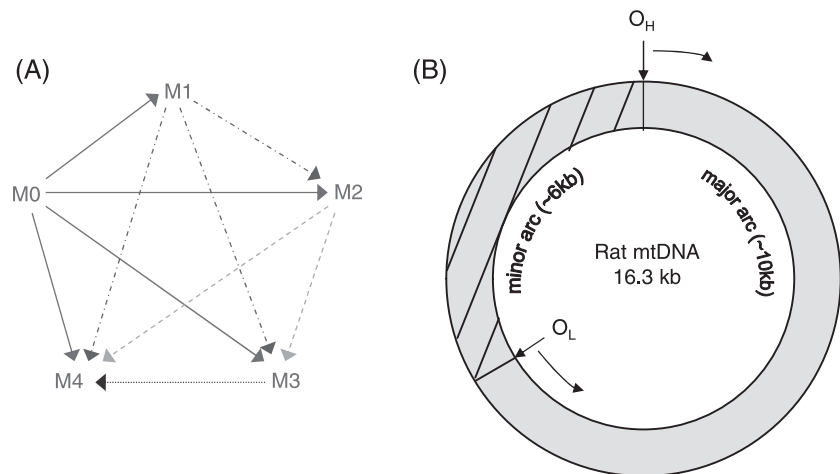 (A)
M1
M0
M2
M4
M3
(B)
O_H
minor arc (~6kb)
major arc (~10kb)
Rat mtDNA
16.3 kb
O_L